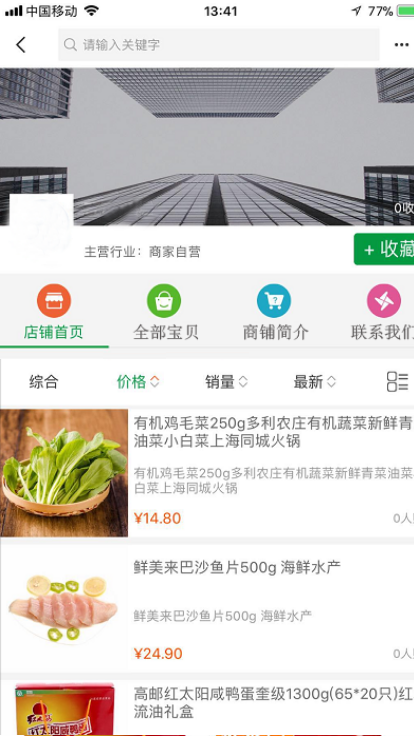 中国移动
13:41
77%
请输入关键字
0收
主营行业：商家自营
+ 收藏
店铺首页
全部宝贝
商铺简介
联系我们
综合
价格
销量
最新
有机鸡毛菜250g多利农庄有机蔬菜新鲜青
油菜小白菜上海同城火锅
有机鸡毛菜250g多利农庄有机蔬菜新鲜青菜油菜
白菜上海同城火锅
¥14.80
0人
鲜美来巴沙鱼片500g 海鲜水产
鲜美来巴沙鱼片500g 海鲜水产
¥24.90
0人
高邮红太阳咸鸭蛋奎级1300g(65*20只)红
流油礼盒